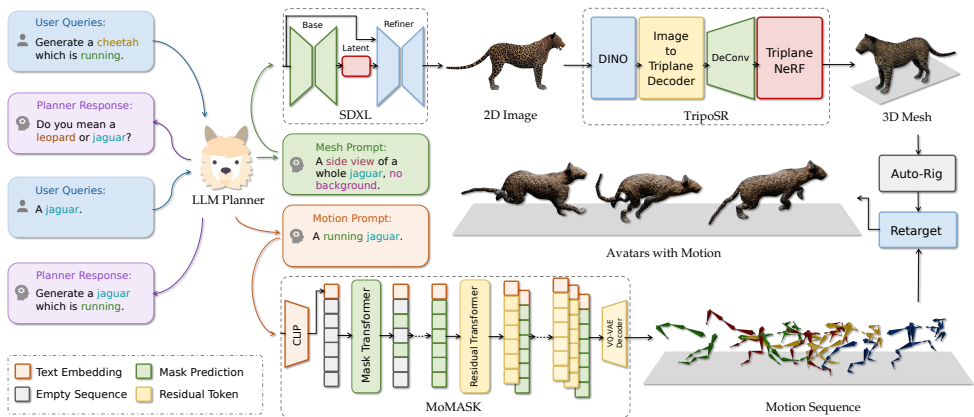 User Queries:
Generate a cheetah
which is running.
Planner Response:
Do you mean a
leopard or jaguar?
User Queries:
A jaguar.
Planner Response:
Generate a jaguar
which is running.
LLM Planner
Base
Refiner
Latent
SDXL
2D Image
DINO
Image
to
Triplane
Decoder
DeConv
Triplane
NeRF
TripoSR
3D Mesh
Mesh Prompt:
A side view of a
whole jaguar, no
background.
Motion Prompt:
A running jaguar.
Auto-Rig
Retarget
Avatars with Motion
CLIP
Mask Transformer
Residual Transformer
VQ-VAE
Decoder
MoMASK
Motion Sequence
Text Embedding
Mask Prediction
Empty Sequence
Residual Token